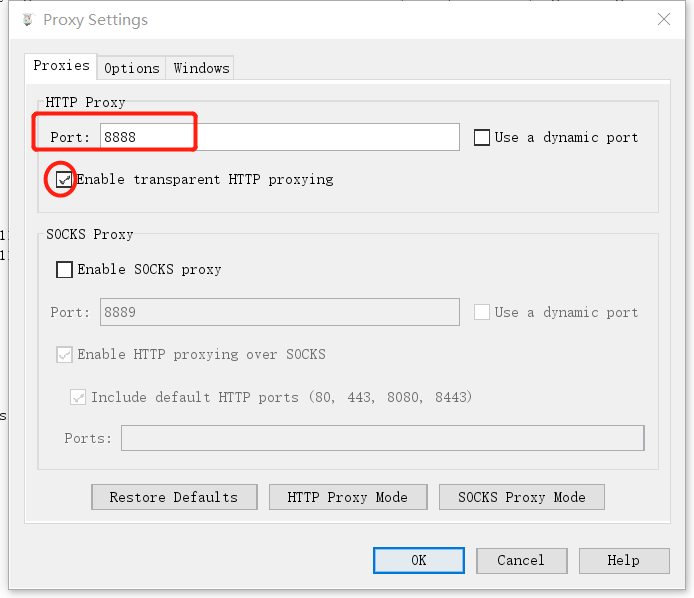 Proxy Settings
Proxies Options Windows
HTTP Proxy
Port: 8888 Use a dynamic port
Enable transparent HTTP proxying
SOCKS Proxy
Enable SOCKS proxy
Port: 8889 Use a dynamic port
Enable HTTP proxying over SOCKS
Include default HTTP ports (80, 443, 8080, 8443)
Ports:
Restore Defaults HTTP Proxy Mode SOCKS Proxy Mode
OK Cancel Help